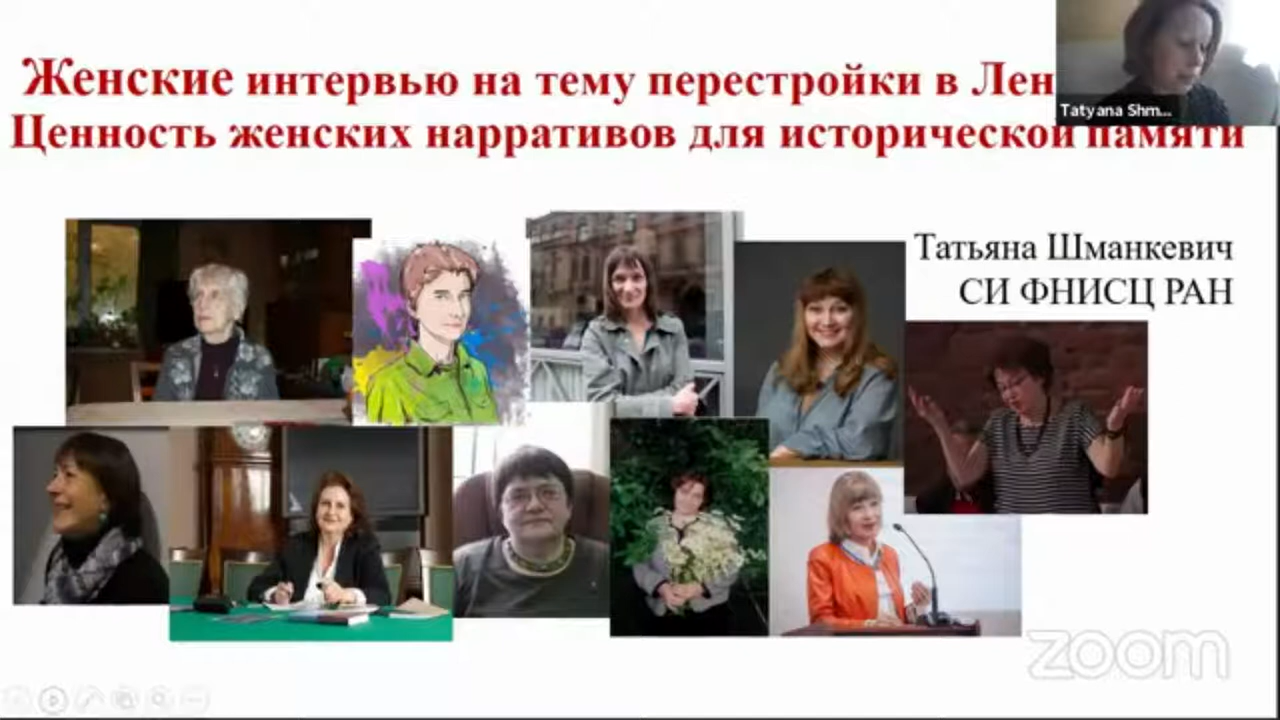 Женские интервью на тему перестройки в Лен
Ценность женских нарративов для исторической памяти
Tatyana Shm...
Татьяна Шманкевич
СИ ФНИСЦ РАН
zoom